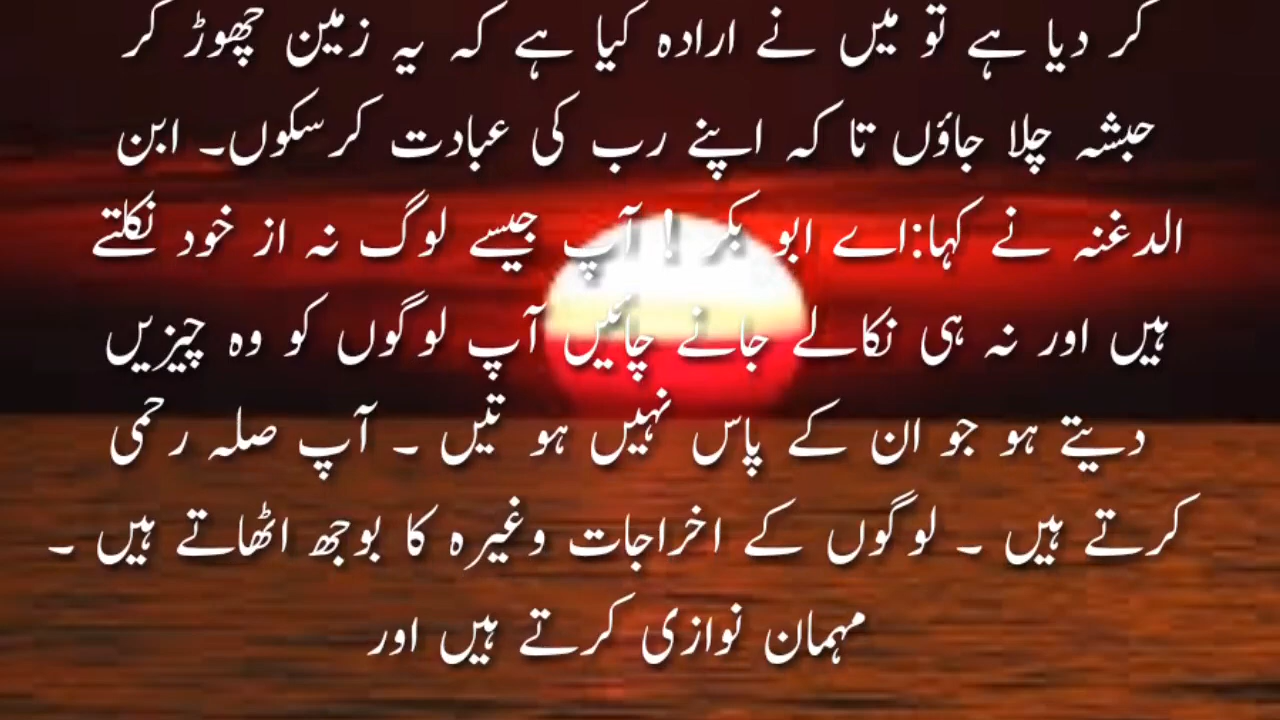 کر دیا ہے تو میں نے ارادہ کیا ہے کہ یہ زمین چھوڑ کر
حبشہ چلا جاؤں تا کہ اپنے رب کی عبادت کرسکوں۔ ابن
الدغنہ نے کہا:اے ابو بکر ! آپ جیسے لوگ نہ از خود نکلتے
ہیں اور نہ ہی نکالے جانے چائیں آپ لوگوں کو وہ چیزیں
دیتے ہو جو ان کے پاس نہیں ہو تیں ۔ آپ صلہ رحمی
کرتے ہیں ۔ لوگوں کے اخراجات وغیرہ کا بوجھ اٹھاتے ہیں ۔
مہمان نوازی کرتے ہیں اور